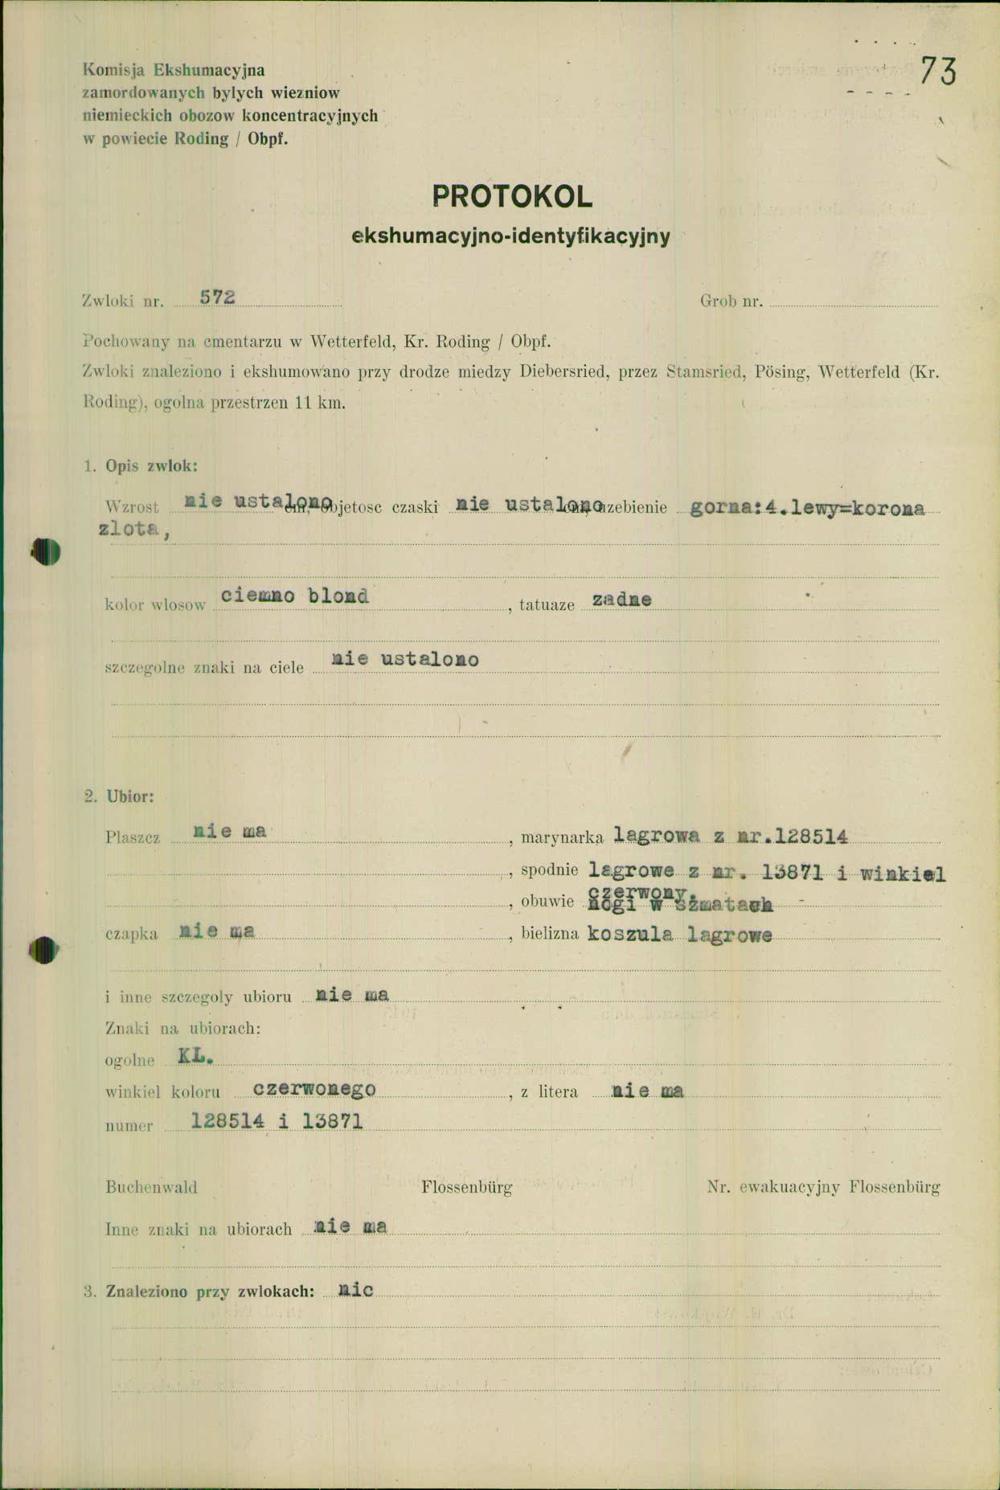 73
Komisja Ekshumacyjna
zamordowanych bylych wiezniow
niemieckich obozow koncentracyjnych
w powiecie Roding / Obpf.
PROTOKOL
ekshumacyjno-identyfikacyjny
Zwloki nr. 572 Grob nr.
Pochowany na cmentarzu w Wetterfeld, Kr. Roding / Obpf.
Zwloki znaleziono i ekshumowano przy drodze miedzy Diebersried, przez Stamsried, Pösing, Wetterfeld (Kr.
Roding), ogolna przestrzen 11 km.
1. Opis zwlok:
Wzrost nie ustalono objetosc czaski nie ustalono uzebienie gorna:4.lewy=korona
zlota,
kolor wlosow ciemno blond , tatuaze zadne
szczegolne znaki na ciele nie ustalono
2. Ubior:
Plaszcz nie ma , marynarka lagrowa z nr.128514
, spodnie lagrowe z nr. 13871 i winkiel
czerwony.
, obuwie nogi w szmatach
czapka nie ma , bielizna koszula lagrowe
i inne szczegoly ubioru nie ma
Znaki na ubiorach:
ogolne KL.
winkiel koloru czerwonego , z litera nie ma
numer 128514 i 13871
Buchenwald Flossenbürg Nr. ewakuacyjny Flossenbürg
Inne znaki na ubiorach nie ma
3. Znaleziono przy zwlokach: nic